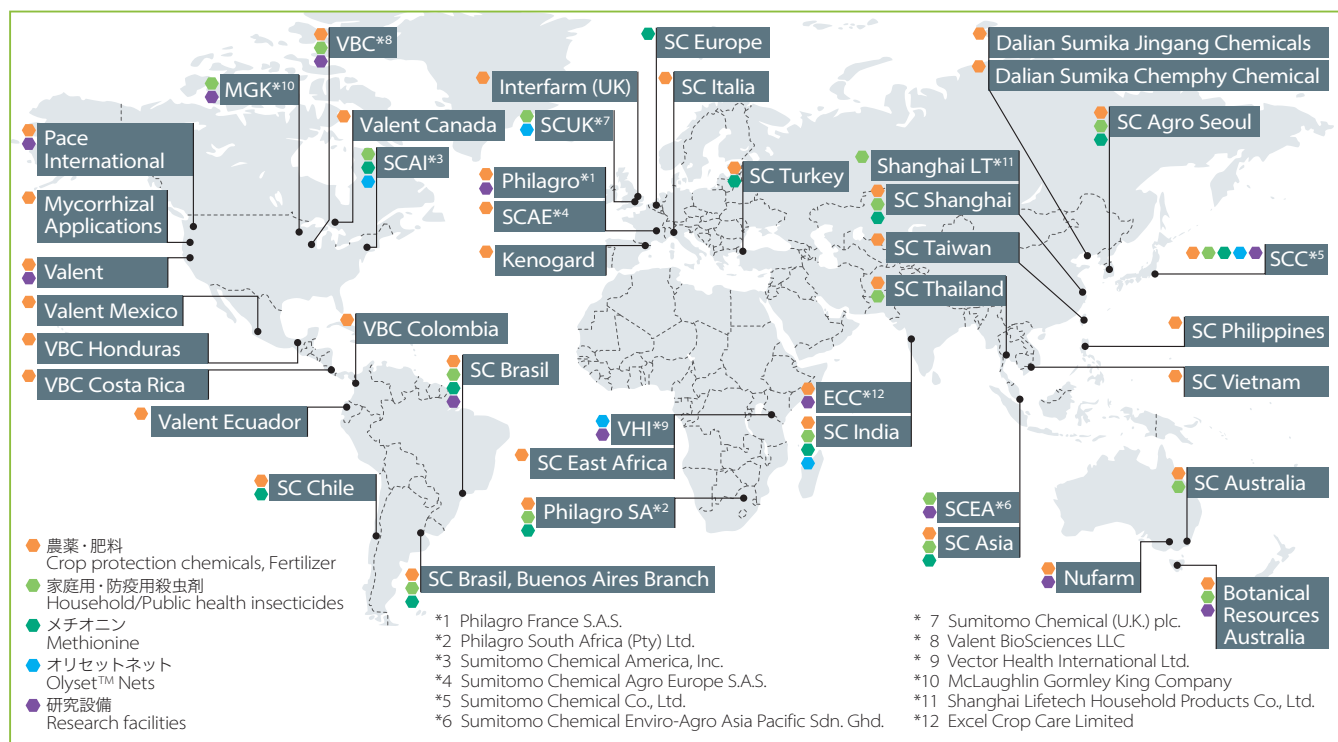 VBC*8
MGK*10
Pace
International
Valent Canada
SCAI*3
Mycorrhizal
Applications
Valent
Valent Mexico
VBC Honduras
VBC Costa Rica
Valent Ecuador
VBC Colombia
SC Brasil
SC Chile
SC Brasil, Buenos Aires Branch
SC Europe
Interfarm (UK)
SC Italia
SCUK*7
Philagro*1
SCAE*4
Kenogard
SC Turkey
VHI*9
SC East Africa
Philagro SA*2
ECC*12
SC India
Dalian Sumika Jingang Chemicals
Dalian Sumika Chemphy Chemical
SC Agro Seoul
Shanghai LT*11
SC Shanghai
SC Taiwan
SC Thailand
SCC*5
SC Philippines
SC Vietnam
SCEA*6
SC Asia
SC Australia
Nufarm
Botanical
Resources
Australia
農薬・肥料
Crop protection chemicals, Fertilizer
家庭用・防疫用殺虫剤
Household/Public health insecticides
メチオニン
Methionine
オリセットネット
Olyset™ Nets
研究設備
Research facilities
*1 Philagro France S.A.S.
*2 Philagro South Africa (Pty) Ltd.
*3 Sumitomo Chemical America, Inc.
*4 Sumitomo Chemical Agro Europe S.A.S.
*5 Sumitomo Chemical Co., Ltd.
*6 Sumitomo Chemical Enviro-Agro Asia Pacific Sdn. Ghd.
* 7 Sumitomo Chemical (U.K.) plc.
* 8 Valent BioSciences LLC
* 9 Vector Health International Ltd.
*10 McLaughlin Gormley King Company
*11 Shanghai Lifetech Household Products Co., Ltd.
*12 Excel Crop Care Limited